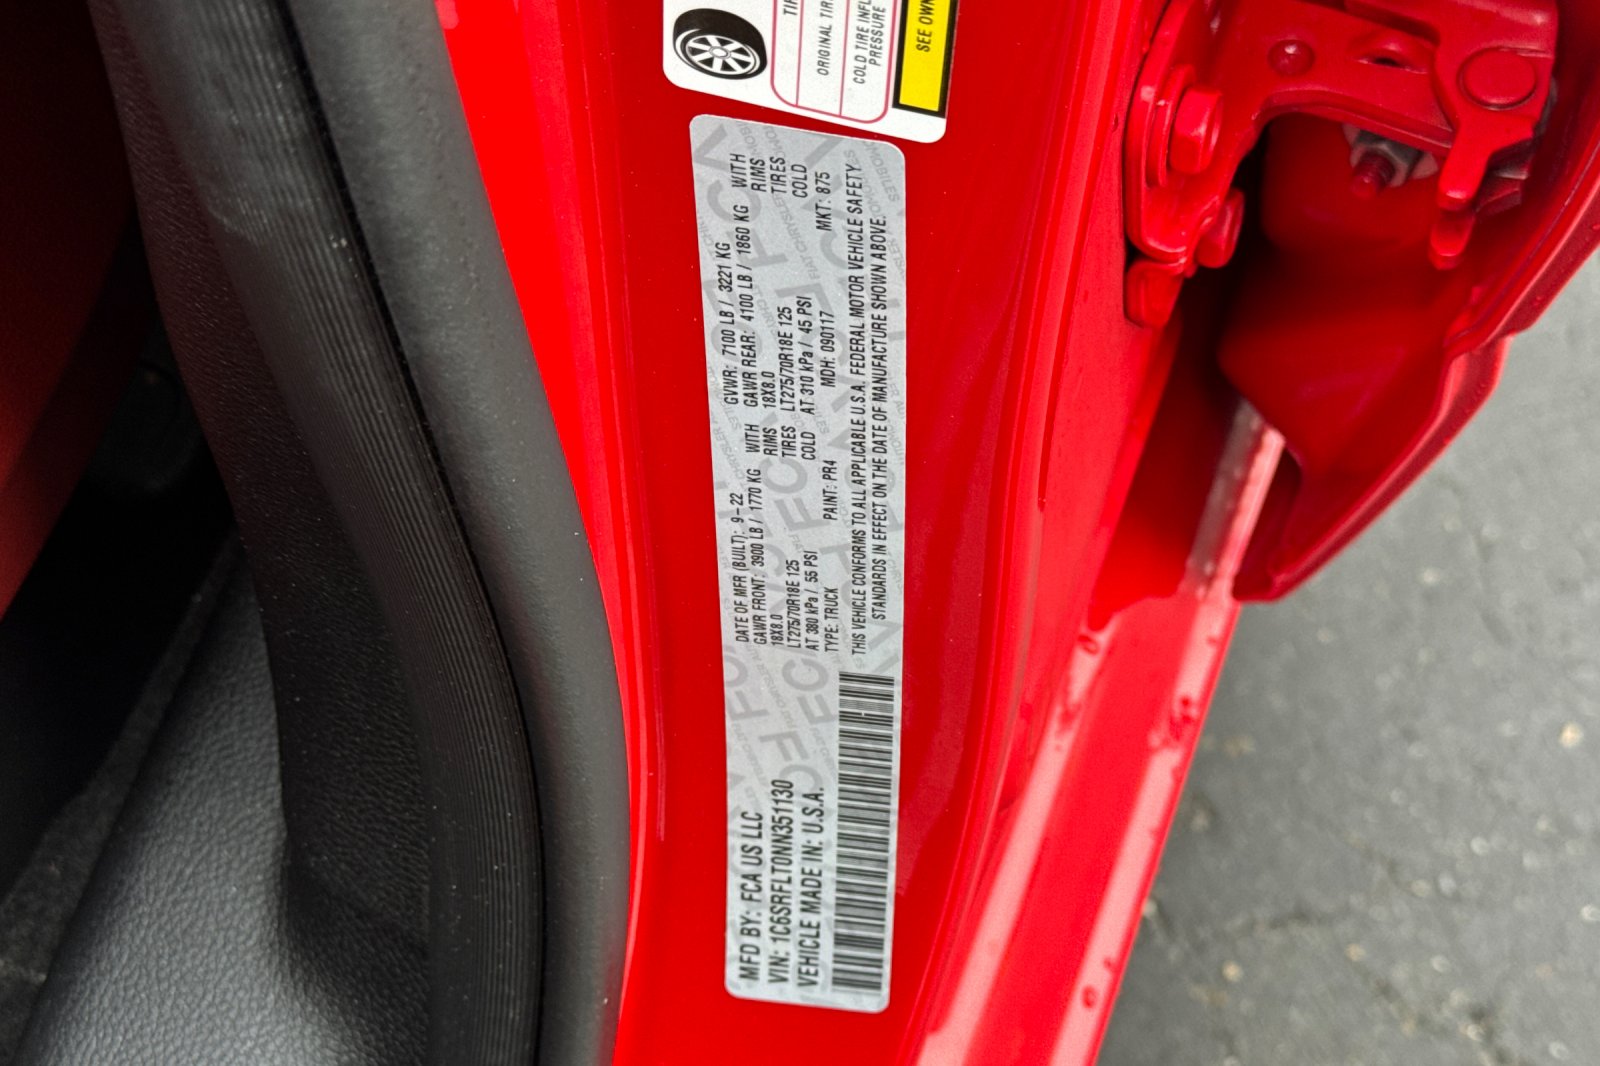 TIR
ORIGINAL TIR
COLD TIRE INFL
PRESSURE
SEE OWN
DATE OF MFR (BUILT): 9-22 GVWR: 7100 LB / 3221 KG
GAWR FRONT: 3900 LB / 1770 KG WITH GAWR REAR: 4100 LB / 1860 KG WITH
18X8.0 RIMS 18X8.0 RIMS
LT275/70R18E 125 TIRES LT275/70R18E 125 TIRES
AT 380 kPa / 55 PSI COLD AT 310 kPa / 45 PSI COLD
TYPE: TRUCK PAINT: PR4 MDH: 090117 MKT: 875
THIS VEHICLE CONFORMS TO ALL APPLICABLE U.S.A. FEDERAL MOTOR VEHICLE SAFETY
STANDARDS IN EFFECT ON THE DATE OF MANUFACTURE SHOWN ABOVE.
MFD BY: FCA US LLC
VIN: 1C6SRFLT0NN351130
VEHICLE MADE IN: U.S.A.